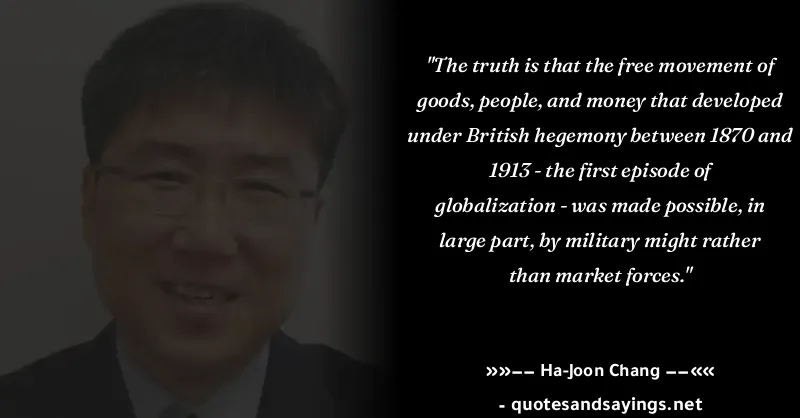 "The truth is that the free movement of
goods, people, and money that developed
under British hegemony between 1870 and
1913 - the first episode of
globalization - was made possible, in
large part, by military might rather
than market forces."
»»−− Ha-Joon Chang −−««
- quotesandsayings.net